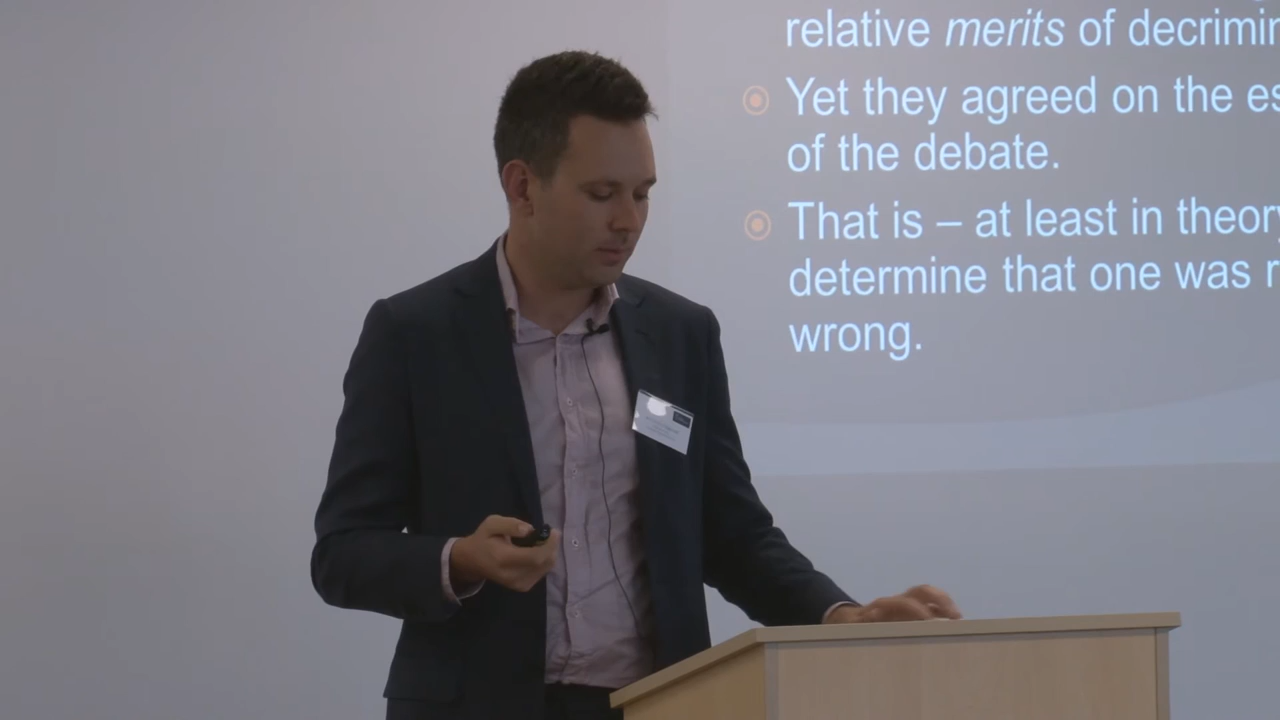 relative merits of decrimin
Yet they agreed on the es
of the debate.
That is – at least in theory,
determine that one was r
wrong.